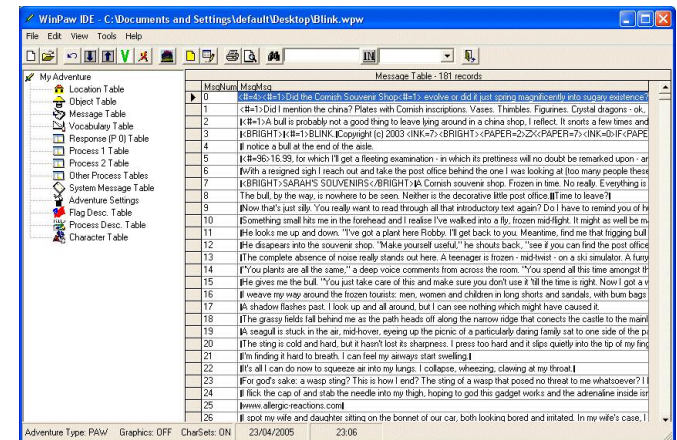 WinPaw IDE - C:\Documents and Settings\default\Desktop\Blink.wpw
File Edit View Tools Help
IN
My Adventure
Location Table
Object Table
Message Table
Vocabulary Table
Response (P 0) Table
Process 1 Table
Process 2 Table
Other Process Tables
System Message Table
Adventure Settings
Flag Desc. Table
Process Desc. Table
Character Table
Message Table - 181 records
MsgNum MsgMsg
0 <#=4><#=1>Did the Cornish Souvenir Shop<#=1> evolve or did it just spring magnificently into sugary existence?
1 <#=1>Did I mention the china? Plates with Cornish inscriptions. Vases. Thimbles. Figurines. Crystal dragons - ok,
2 <#=1>A bull is probably not a good thing to leave lying around in a china shop, I reflect. It snorts a few times and
3 <BRIGHT><#=1>BLINK.Copyright (c) 2003 <INK=7><BRIGHT><PAPER=2>ZX<PAPER=7><INK=0>IF<PAPE
4 I notice a bull at the end of the aisle.
5 <#=96>16.99, for which I'll get a fleeting examination - in which its prettiness will no doubt be remarked upon - ar
6 With a resigned sigh I reach out and take the post office behind the one I was looking at (too many people these
7 <BRIGHT>SARAH'S SOUVENIRS</BRIGHT>A Cornish souvenir shop. Frozen in time. No really. Everything is
8 The bull, by the way, is nowhere to be seen. Neither is the decorative little post office.Time to leave?
9 Now that's just silly. You really want to read through all that introductory text again? Do I have to remind you of h
10 Something small hits me in the forehead and I realise I've walked into a fly, frozen mid-flight. It might as well be m
11 He looks me up and down. "I've got a plant here Robby. I'll get back to you. Meantime, find me that frigging bull
12 He disapears into the souvenir shop. "Make yourself useful," he shouts back, "see if you can find the post office
13 The complete absence of noise really stands out here. A teenager is frozen - mid-twist - on a ski simulator. A furry
14 "You plants are all the same," a deep voice comments from across the room. "You spend all this time amongst th
15 He gives me the bull. "You just take care of this and make sure you don't use it 'till the time is right. Now I got a v
16 I weave my way around the frozen tourists: men, women and children in long shorts and sandals, with bum bags
17 A shadow flashes past. I look up and all around, but I can see nothing which might have caused it.
18 The grassy fields fall behind me as the path heads off along the narrow ridge that conects the castle to the mainl
19 A seagull is stuck in the air, mid-hover, eyeing up the picnic of a particularly daring family sat to one side of the pa
20 The sting is cold and hard, but it hasn't lost its sharpness. I press too hard and it slips quietly into the tip of my fing
21 I'm finding it hard to breath. I can feel my airways start swelling.
22 It's all I can do now to squeeze air into my lungs. I collapse, wheezing, clawing at my throat.
23 For god's sake: a wasp sting? This is how I end? The sting of a wasp that posed no threat to me whatsoever? I l
24 I flick the cap of and stab the needle into my thigh, hoping to god this gadget works and the adrenaline inside isr
25 www.allergic-reactions.com
26 I spot my wife and daughter sitting on the bonnet of our car, both looking bored and irritated. In my wife's case, I
Adventure Type: PAW Graphics: OFF CharSets: ON 23/04/2005 23:06